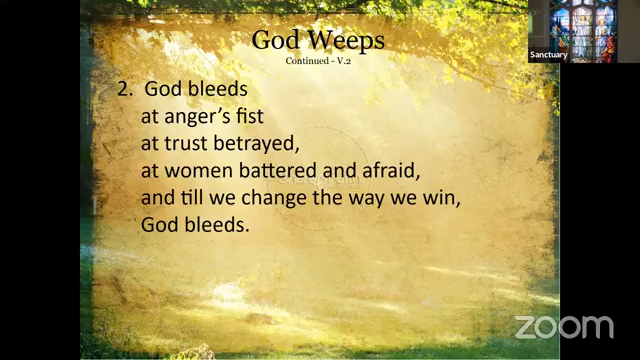 God Weeps
Continued - V.2
2. God bleeds
at anger's fist
at trust betrayed,
at women battered and afraid,
and till we change the way we win,
God bleeds.
Sanctuary
zoom